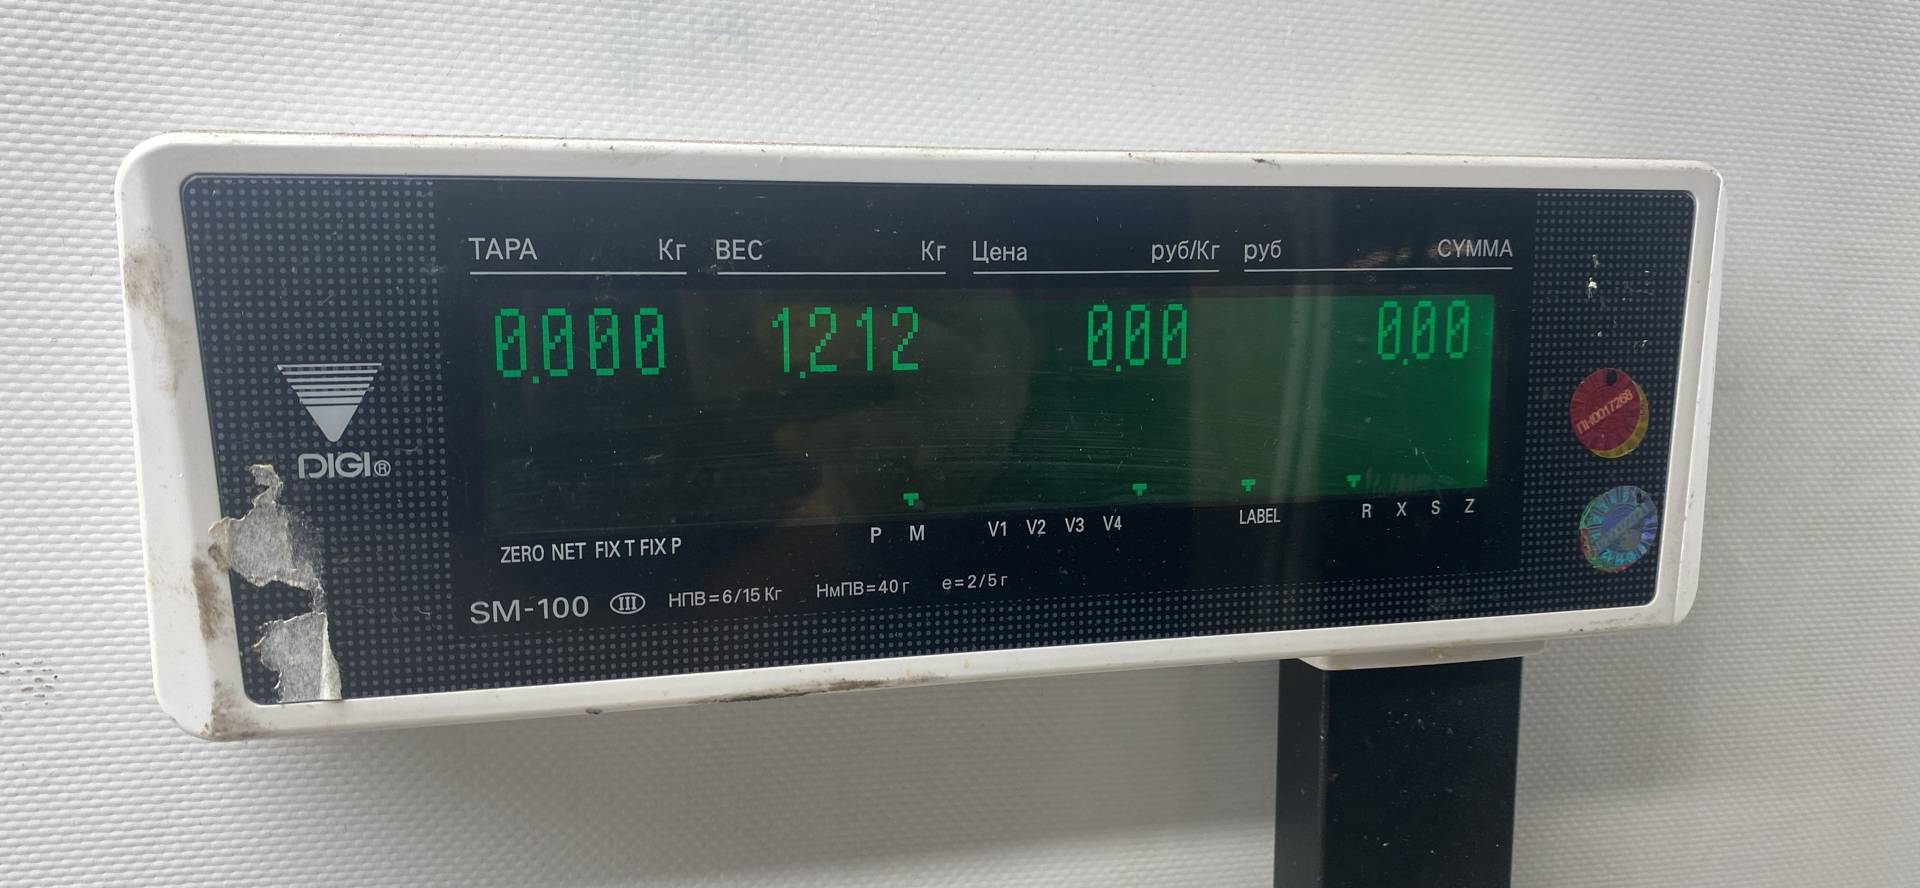 ТАРА Кг ВЕС Кг Цена руб/Кг руб СУММА
0.000 1.212 0.00 0.00
DIGI®
ПН0017268
P M V1 V2 V3 V4 LABEL R X S Z
ZERO NET FIX T FIX P
SM-100 III НПВ=6/15 Кг НмПВ=40 г e=2/5 г